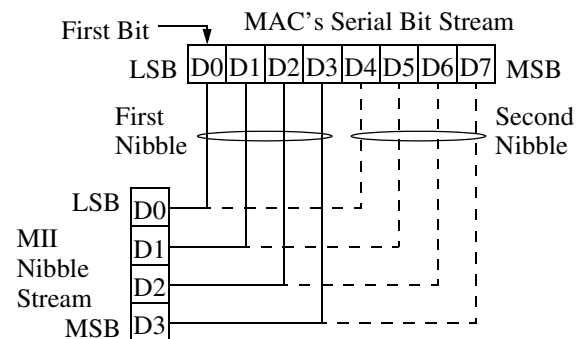 MAC's Serial Bit Stream
First Bit
LSB D0 D1 D2 D3 D4 D5 D6 D7 MSB
First
Nibble
Second
Nibble
LSB D0
MII
Nibble
Stream
D1
D2
MSB D3